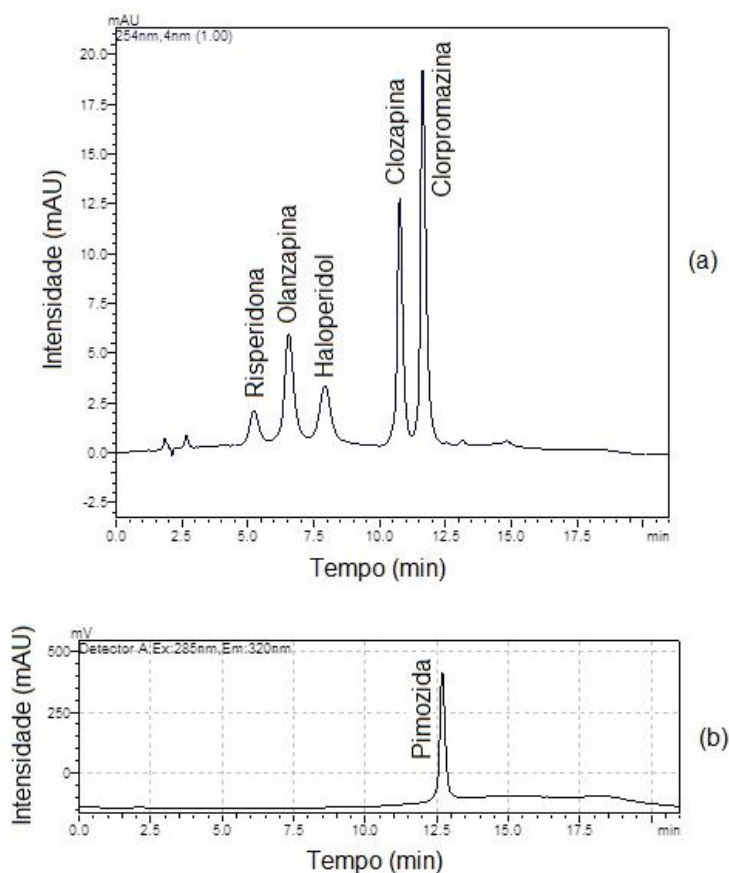 mAU
254nm,4nm (1.00)
20.0
17.5
15.0
12.5
7.5
5.0
2.5
0.0
-2.5
Intensidade (mAU)
Risperidona
Olanzapina
Haloperidol
Clozapina
Clorpromazina
(a)
0.0 2.5 5.0 7.5 10.0 12.5 15.0 17.5 min
Tempo (min)
mV
Detector A:Ex:285nm,Em:320nm
500
250
0
Intensidade (mAU)
Pimozida
(b)
0.0 2.5 5.0 7.5 10.0 12.5 15.0 17.5 min
Tempo (min)